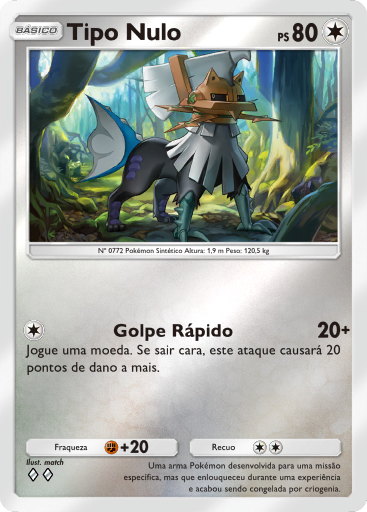 BÁSICO Tipo Nulo PS 80
Nº 0772 Pokémon Sintético Altura: 1,9 m Peso: 120,5 kg
Golpe Rápido 20+
Jogue uma moeda. Se sair cara, este ataque causará 20
pontos de dano a mais.
Fraqueza +20 Recuo
Illust. match
Uma arma Pokémon desenvolvida para uma missão
específica, mas que enlouqueceu durante uma experiência
e acabou sendo congelada por criogenia.